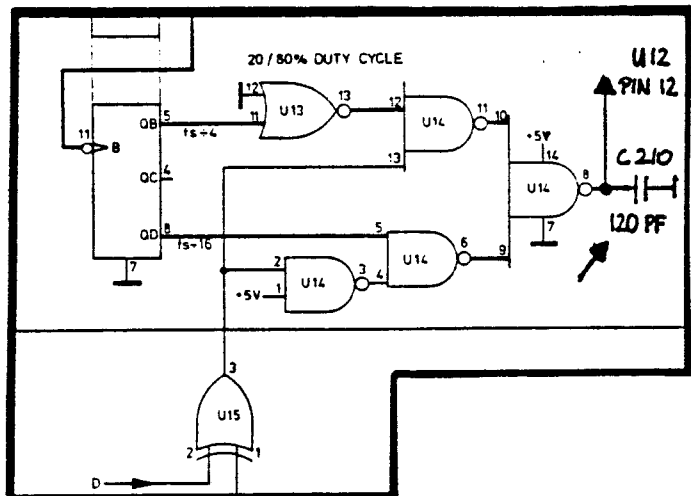 20/80% DUTY CYCLE
U12
PIN 12
12
U13
13
11
12
U14
11
10
13
+5V
14
U14
8
7
C210
120 PF
11
B
QB
5
fs÷4
QC
4
QD
8
fs÷16
7
5
U14
6
9
2
U14
3
4
+5V
1
3
U15
2
1
D